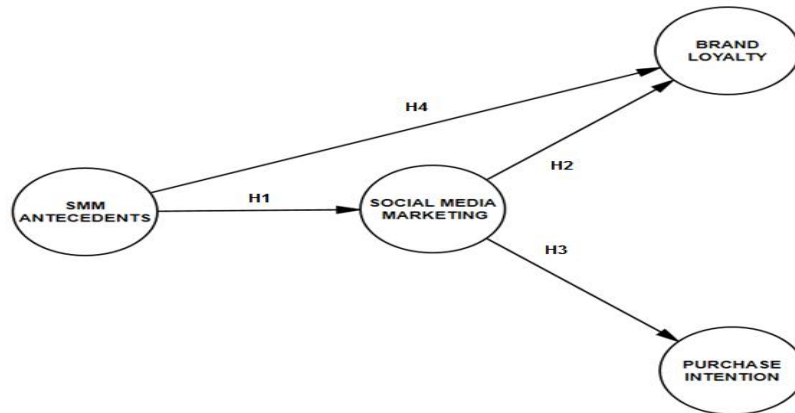 BRAND
LOYALTY
H4
H2
H1
SMM
ANTECEDENTS
SOCIAL MEDIA
MARKETING
H3
PURCHASE
INTENTION